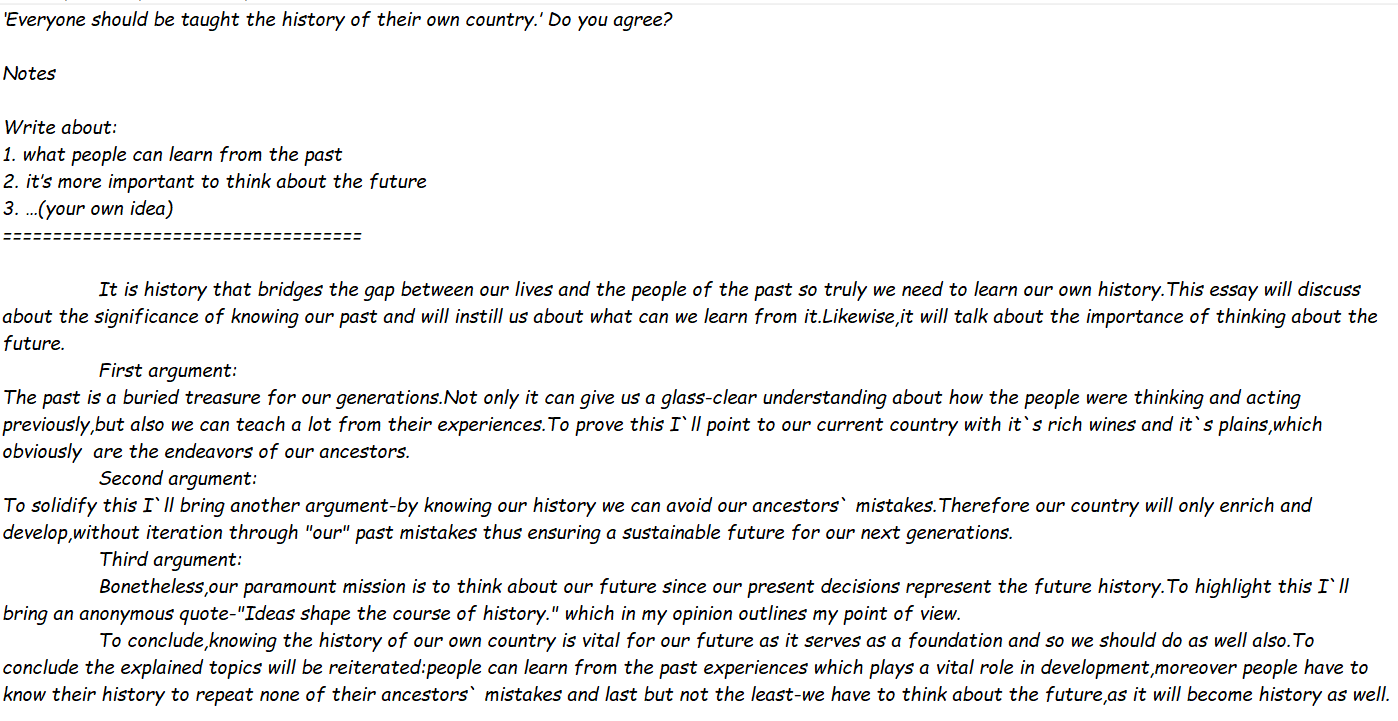 'Everyone should be taught the history of their own country.' Do you agree?
Notes
Write about:
1. what people can learn from the past
2. it's more important to think about the future
3. …(your own idea)
====================================
It is history that bridges the gap between our lives and the people of the past so truly we need to learn our own history.This essay will discuss
about the significance of knowing our past and will instill us about what can we learn from it.Likewise,it will talk about the importance of thinking about the
future.
First argument:
The past is a buried treasure for our generations.Not only it can give us a glass-clear understanding about how the people were thinking and acting
previously,but also we can teach a lot from their experiences.To prove this I`ll point to our current country with it`s rich wines and it`s plains,which
obviously  are the endeavors of our ancestors.
Second argument:
To solidify this I`ll bring another argument-by knowing our history we can avoid our ancestors` mistakes.Therefore our country will only enrich and
develop,without iteration through "our" past mistakes thus ensuring a sustainable future for our next generations.
Third argument:
Bonetheless,our paramount mission is to think about our future since our present decisions represent the future history.To highlight this I`ll
bring an anonymous quote-"Ideas shape the course of history." which in my opinion outlines my point of view.
To conclude,knowing the history of our own country is vital for our future as it serves as a foundation and so we should do as well also.To
conclude the explained topics will be reiterated:people can learn from the past experiences which plays a vital role in development,moreover people have to
know their history to repeat none of their ancestors` mistakes and last but not the least-we have to think about the future,as it will become history as well.